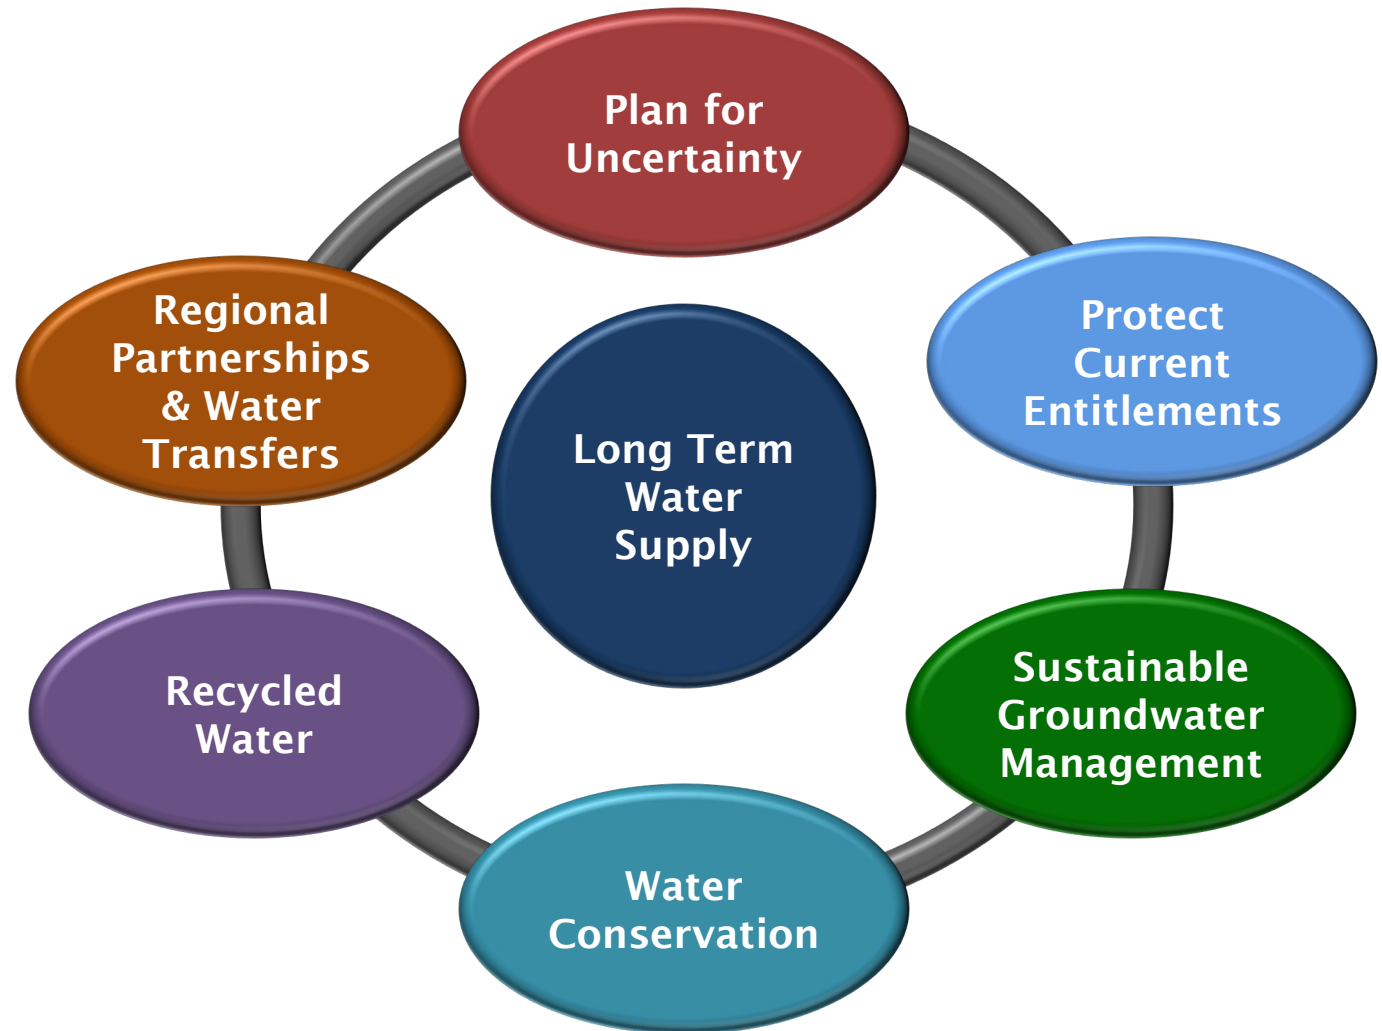 Plan for
Uncertainty
Protect
Current
Entitlements
Sustainable
Groundwater
Management
Water
Conservation
Recycled
Water
Regional
Partnerships
& Water
Transfers
Long Term
Water
Supply